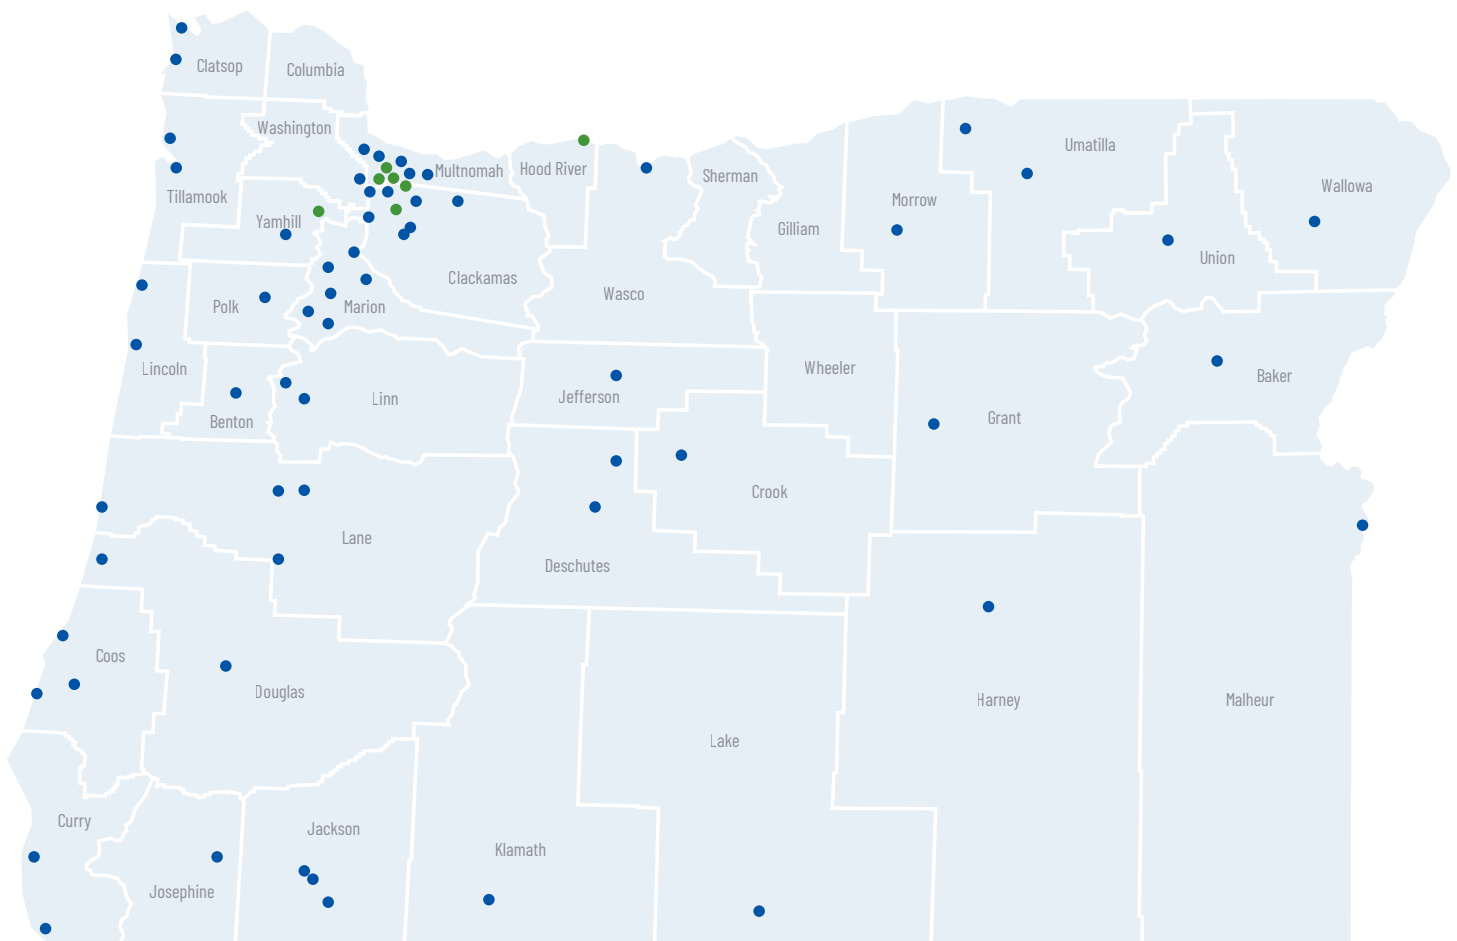 Clatsop
Columbia
Washington
Umatilla
Multnomah
Hood River
Sherman
Tillamook
Morrow
Wallowa
Yamhill
Gilliam
Union
Clackamas
Wasco
Polk
Marion
Lincoln
Wheeler
Baker
Jefferson
Linn
Benton
Grant
Crook
Lane
Deschutes
Coos
Douglas
Harney
Malheur
Lake
Curry
Jackson
Klamath
Josephine